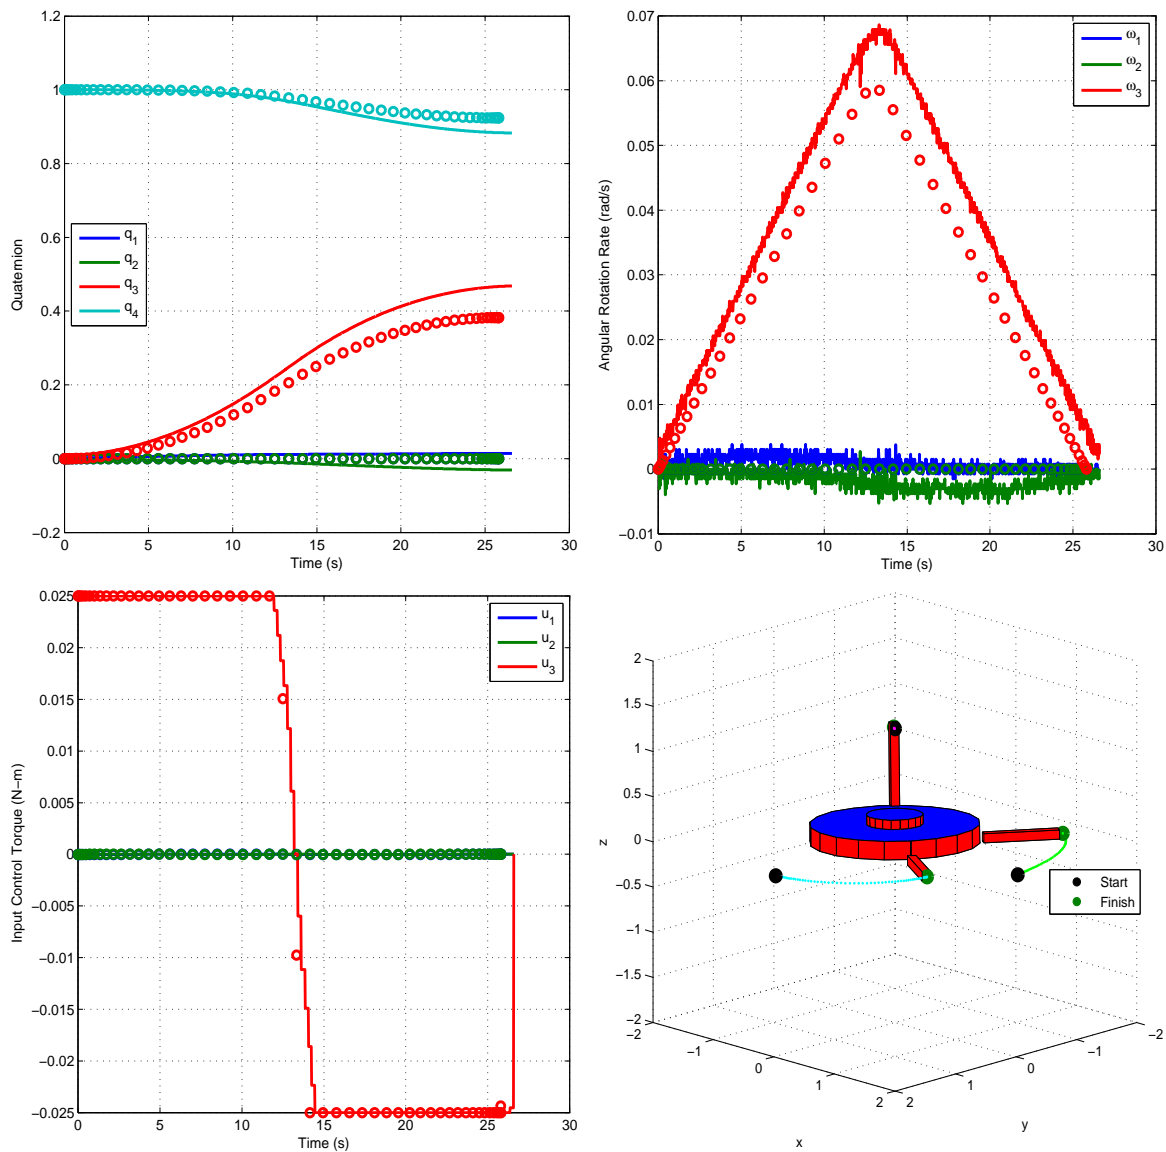 1.2
1
0.8
0.6
0.4
0.2
0
−0.2
0 5 10 15 20 25 30
Time (s)
Quaternion
q1
q2
q3
q4
0.07
0.06
0.05
0.04
0.03
0.02
0.01
0
−0.01
0 5 10 15 20 25 30
Time (s)
Angular Rotation Rate (rad/s)
ω1
ω2
ω3
0.025
0.02
0.015
0.01
0.005
0
−0.005
−0.01
−0.015
−0.02
−0.025
0 5 10 15 20 25 30
Time (s)
Input Control Torque (N−m)
u1
u2
u3
2
1.5
1
0.5
0
−0.5
−1
−1.5
−2
z
−2 −1 0 1 2
x
2 1 0 −1 −2
y
Start
Finish